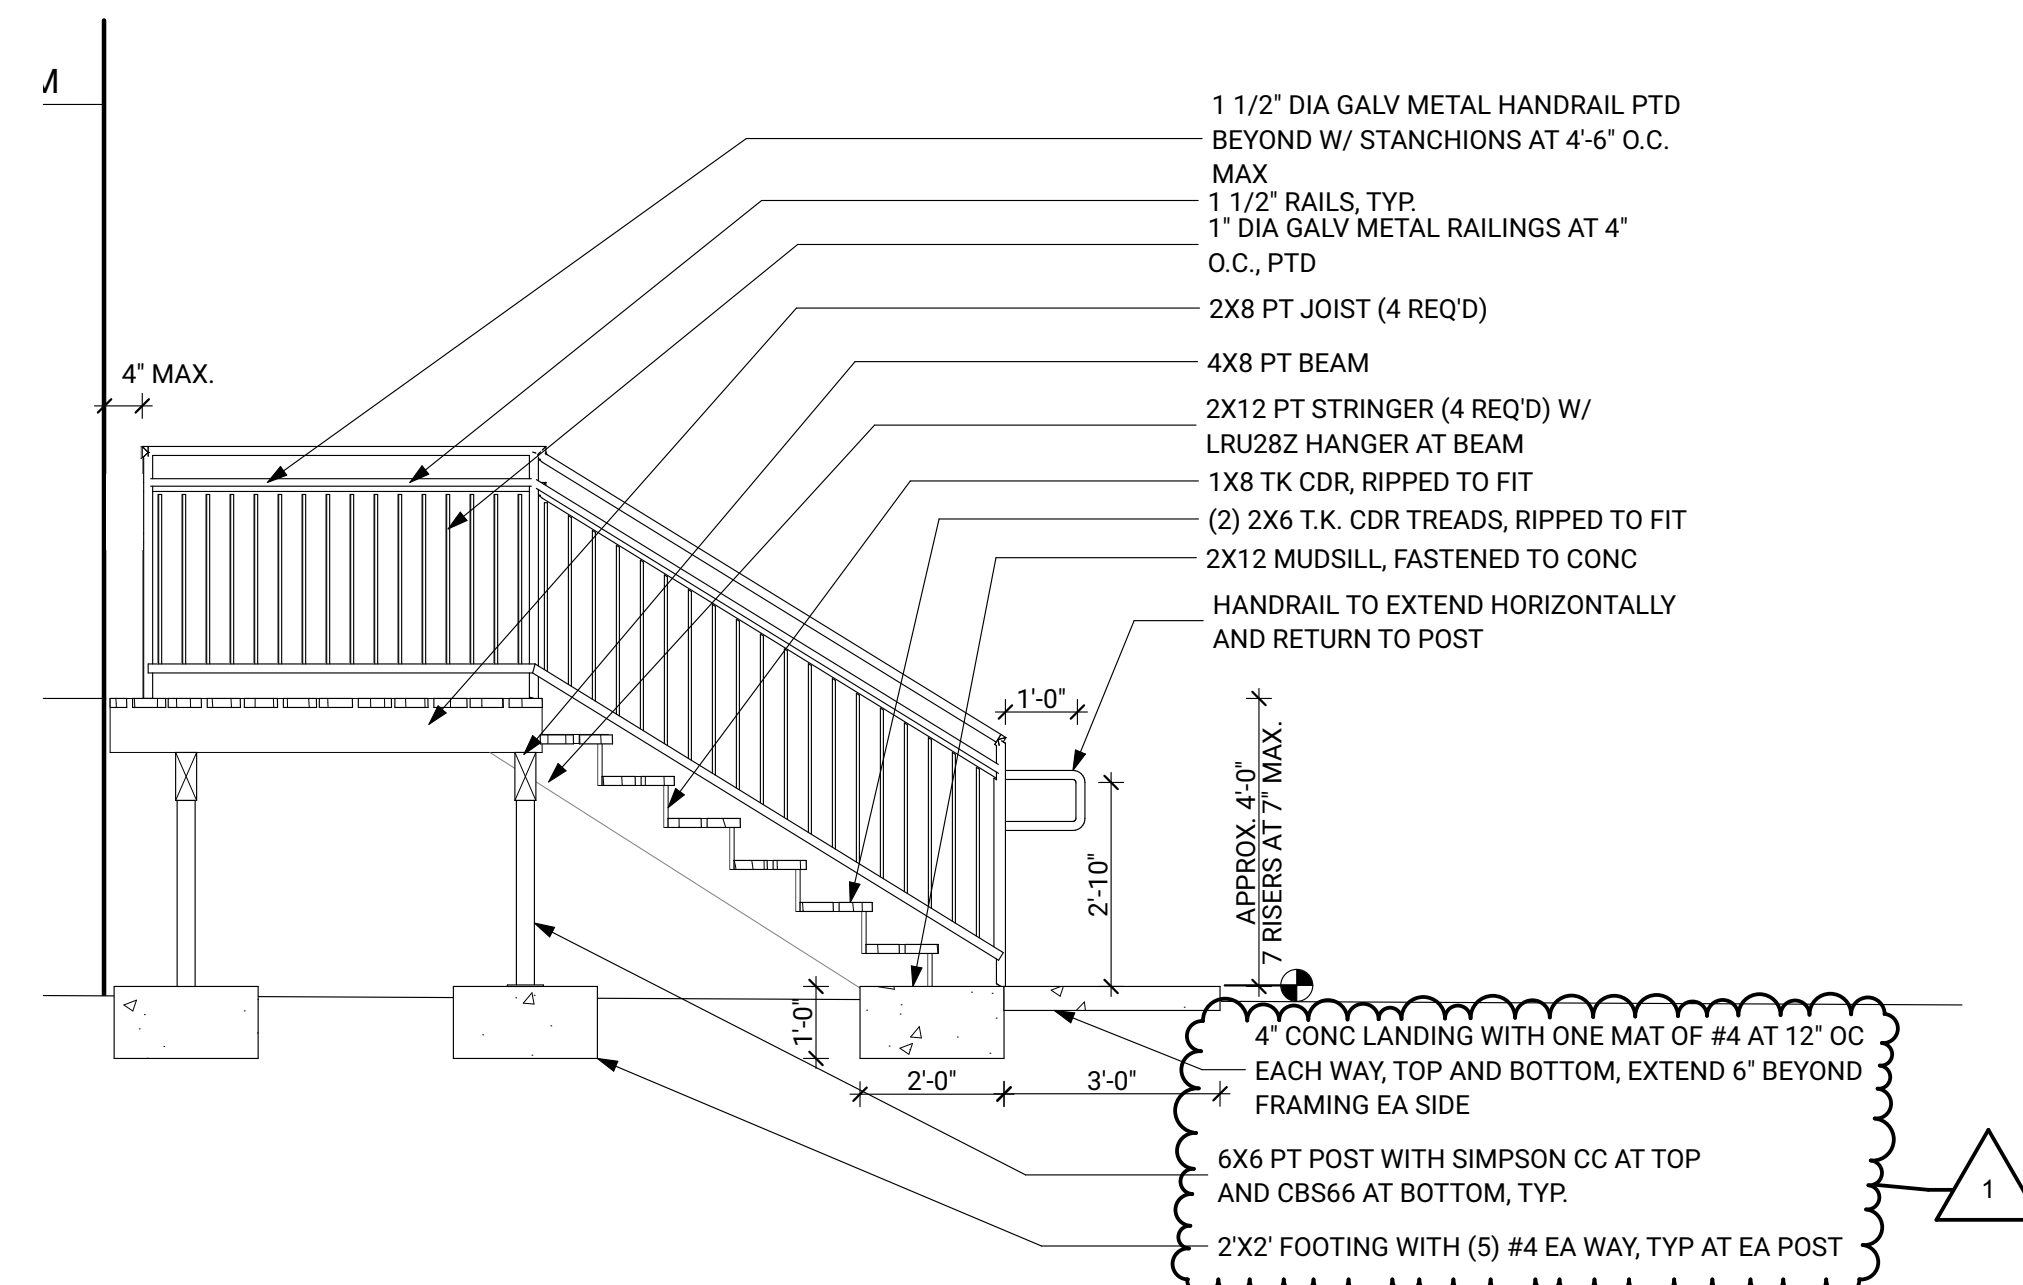 M
1 1/2" DIA GALV METAL HANDRAIL PTD
BEYOND W/ STANCHIONS AT 4'-6" O.C.
MAX
1 1/2" RAILS, TYP.
1" DIA GALV METAL RAILINGS AT 4"
O.C., PTD
2X8 PT JOIST (4 REQ'D)
4X8 PT BEAM
4" MAX.
2X12 PT STRINGER (4 REQ'D) W/
LRU28Z HANGER AT BEAM
1X8 TK CDR, RIPPED TO FIT
(2) 2X6 T.K. CDR TREADS, RIPPED TO FIT
2X12 MUDSILL, FASTENED TO CONC
HANDRAIL TO EXTEND HORIZONTALLY
AND RETURN TO POST
1'-0"
2'-10"
APPROX. 4'-0"
7 RISERS AT 7" MAX.
1'-0"
2'-0"
3'-0"
4" CONC LANDING WITH ONE MAT OF #4 AT 12" OC
EACH WAY, TOP AND BOTTOM, EXTEND 6" BEYOND
FRAMING EA SIDE
6X6 PT POST WITH SIMPSON CC AT TOP
AND CBS66 AT BOTTOM, TYP.
1
2'X2' FOOTING WITH (5) #4 EA WAY, TYP AT EA POST